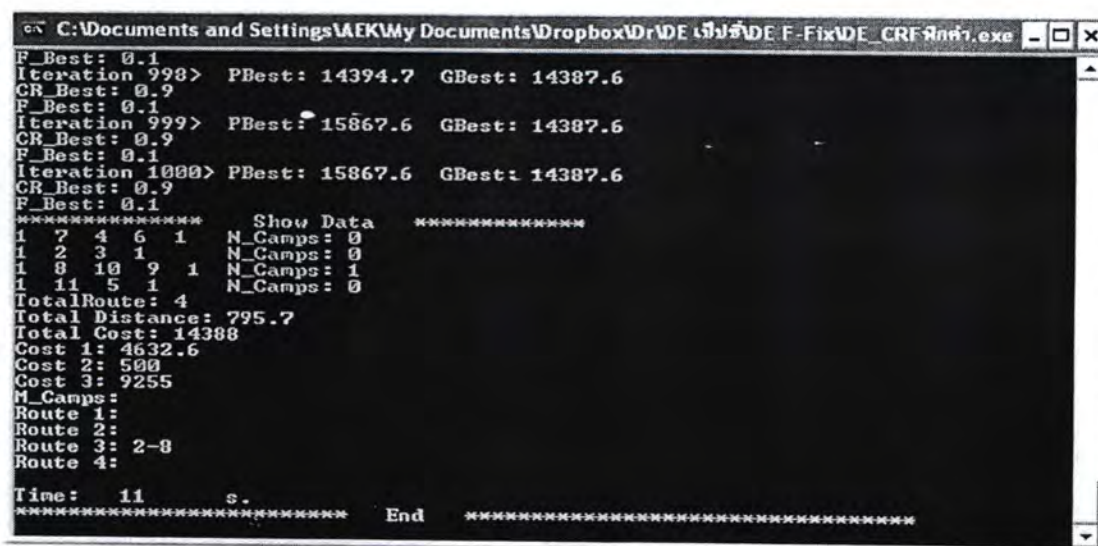 C:\Documents and Settings\AEK\My Documents\Dropbox\Dr\DE เปเปอร์\DE F-Fix\DE_CRFฟิกค่า.exe
F_Best: 0.1
Iteration 998>  PBest: 14394.7  GBest: 14387.6
CR_Best: 0.9
F_Best: 0.1
Iteration 999>  PBest: 15867.6  GBest: 14387.6
CR_Best: 0.9
F_Best: 0.1
Iteration 1000> PBest: 15867.6  GBest: 14387.6
CR_Best: 0.9
F_Best: 0.1
**************    Show Data   *************
1  7  4  6  1   N_Camps: 0
1  2  3  1      N_Camps: 0
1  8  10  9  1  N_Camps: 1
1  11  5  1     N_Camps: 0
TotalRoute: 4
Total Distance: 795.7
Total Cost: 14388
Cost 1: 4632.6
Cost 2: 500
Cost 3: 9255
M_Camps:
Route 1:
Route 2:
Route 3: 2-8
Route 4:
Time:   11      s.
*************************   End   **********************************